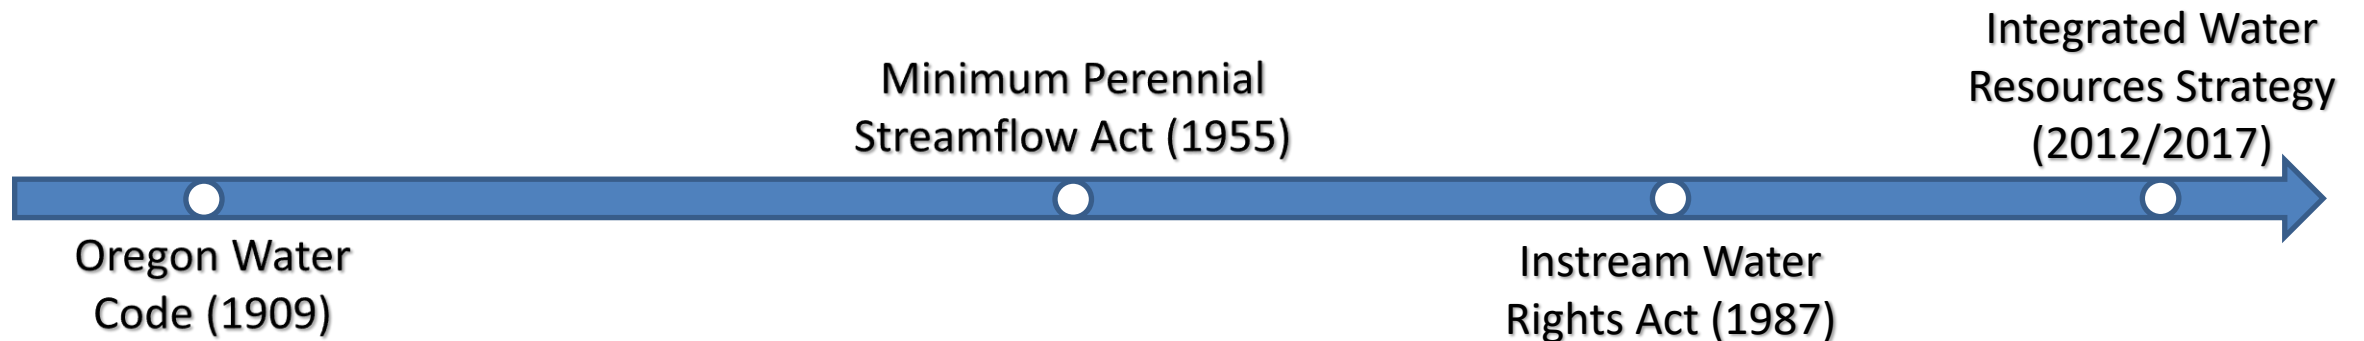 Integrated Water
Resources Strategy
(2012/2017)
Minimum Perennial
Streamflow Act (1955)
Oregon Water
Code (1909)
Instream Water
Rights Act (1987)